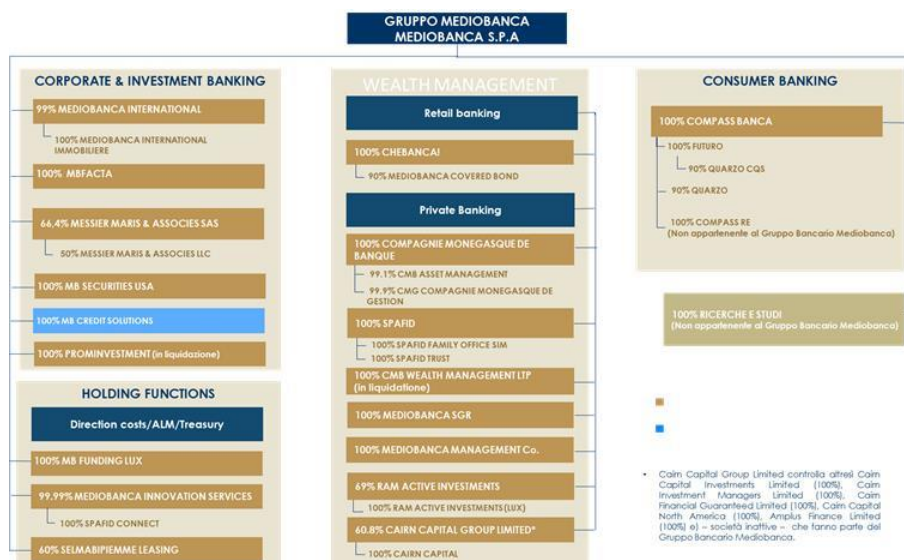 GRUPPO MEDIOBANCA
MEDIOBANCA S.P.A
CORPORATE & INVESTMENT BANKING
99% MEDIOBANCA INTERNATIONAL
100% MEDIOBANCA INTERNATIONAL
IMMOBILIERE
100% MBFACTA
66,4% MESSIER MARIS & ASSOCIES SAS
50% MESSIER MARIS & ASSOCIES LLC
100% MB SECURITIES USA
100% MB CREDIT SOLUTIONS
100% PROMINVESTMENT (in liquidazione)
HOLDING FUNCTIONS
Direction costs/ALM/Treasury
100% MB FUNDING LUX
99,99% MEDIOBANCA INNOVATION SERVICES
100% SPAFID CONNECT
60% SELMABIPIEMME LEASING
WEALTH MANAGEMENT
Retail banking
100% CHEBANCA!
90% MEDIOBANCA COVERED BOND
Private Banking
100% COMPAGNIE MONEGASQUE DE
BANQUE
99.1% CMB ASSET MANAGEMENT
99.9% CMG COMPAGNIE MONEGASQUE DE
GESTION
100% SPAFID
100% SPAFID FAMILY OFFICE SIM
100% SPAFID TRUST
100% CMB WEALTH MANAGEMENT LTP
(in liquidatione)
100% MEDIOBANCA SGR
100% MEDIOBANCA MANAGEMENT Co.
69% RAM ACTIVE INVESTMENTS
100% RAM ACTIVE INVESTMENTS (LUX)
60.8% CAIRN CAPITAL GROUP LIMITED*
100% CAIRN CAPITAL
CONSUMER BANKING
100% COMPASS BANCA
100% FUTURO
90% QUARZO CQS
90% QUARZO
100% COMPASS RE
(Non appartenente al Gruppo Bancario Mediobanca)
100% RICERCHE E STUDI
(Non appartenente al Gruppo Bancario Mediobanca)
• Cairn Capital Group Limited controlla altresì Cairn
Capital Investments Limited (100%), Cairn
Investment Managers Limited (100%), Cairn
Financial Guaranteed Limited (100%), Cairn Capital
North America (100%), Amplus Finance Limited
(100%) e) – società inattive – che fanno parte del
Gruppo Bancario Mediobanca.